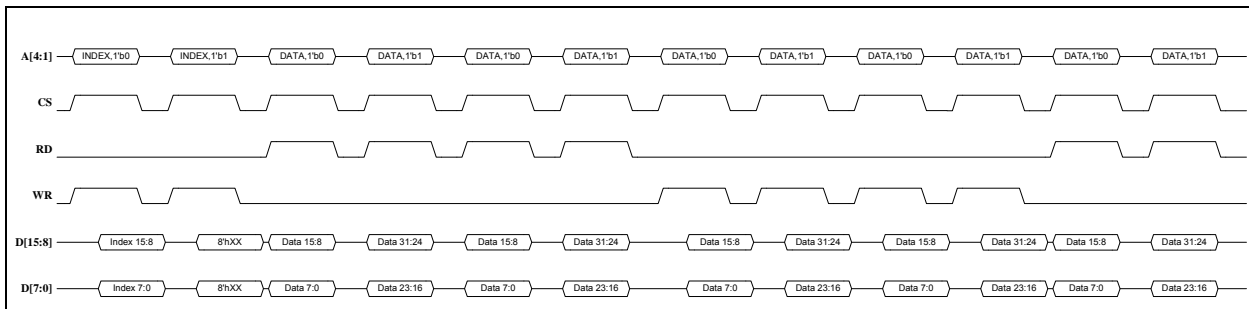 A[4:1] INDEX,1'b0 INDEX,1'b1 DATA,1'b0 DATA,1'b1 DATA,1'b0 DATA,1'b1 DATA,1'b0 DATA,1'b1 DATA,1'b0 DATA,1'b1 DATA,1'b0 DATA,1'b1
CS
RD
WR
D[15:8] Index 15:8 8'hXX Data 15:8 Data 31:24 Data 15:8 Data 31:24 Data 15:8 Data 31:24 Data 15:8 Data 31:24 Data 15:8 Data 31:24
D[7:0] Index 7:0 8'hXX Data 7:0 Data 23:16 Data 7:0 Data 23:16 Data 7:0 Data 23:16 Data 7:0 Data 23:16 Data 7:0 Data 23:16